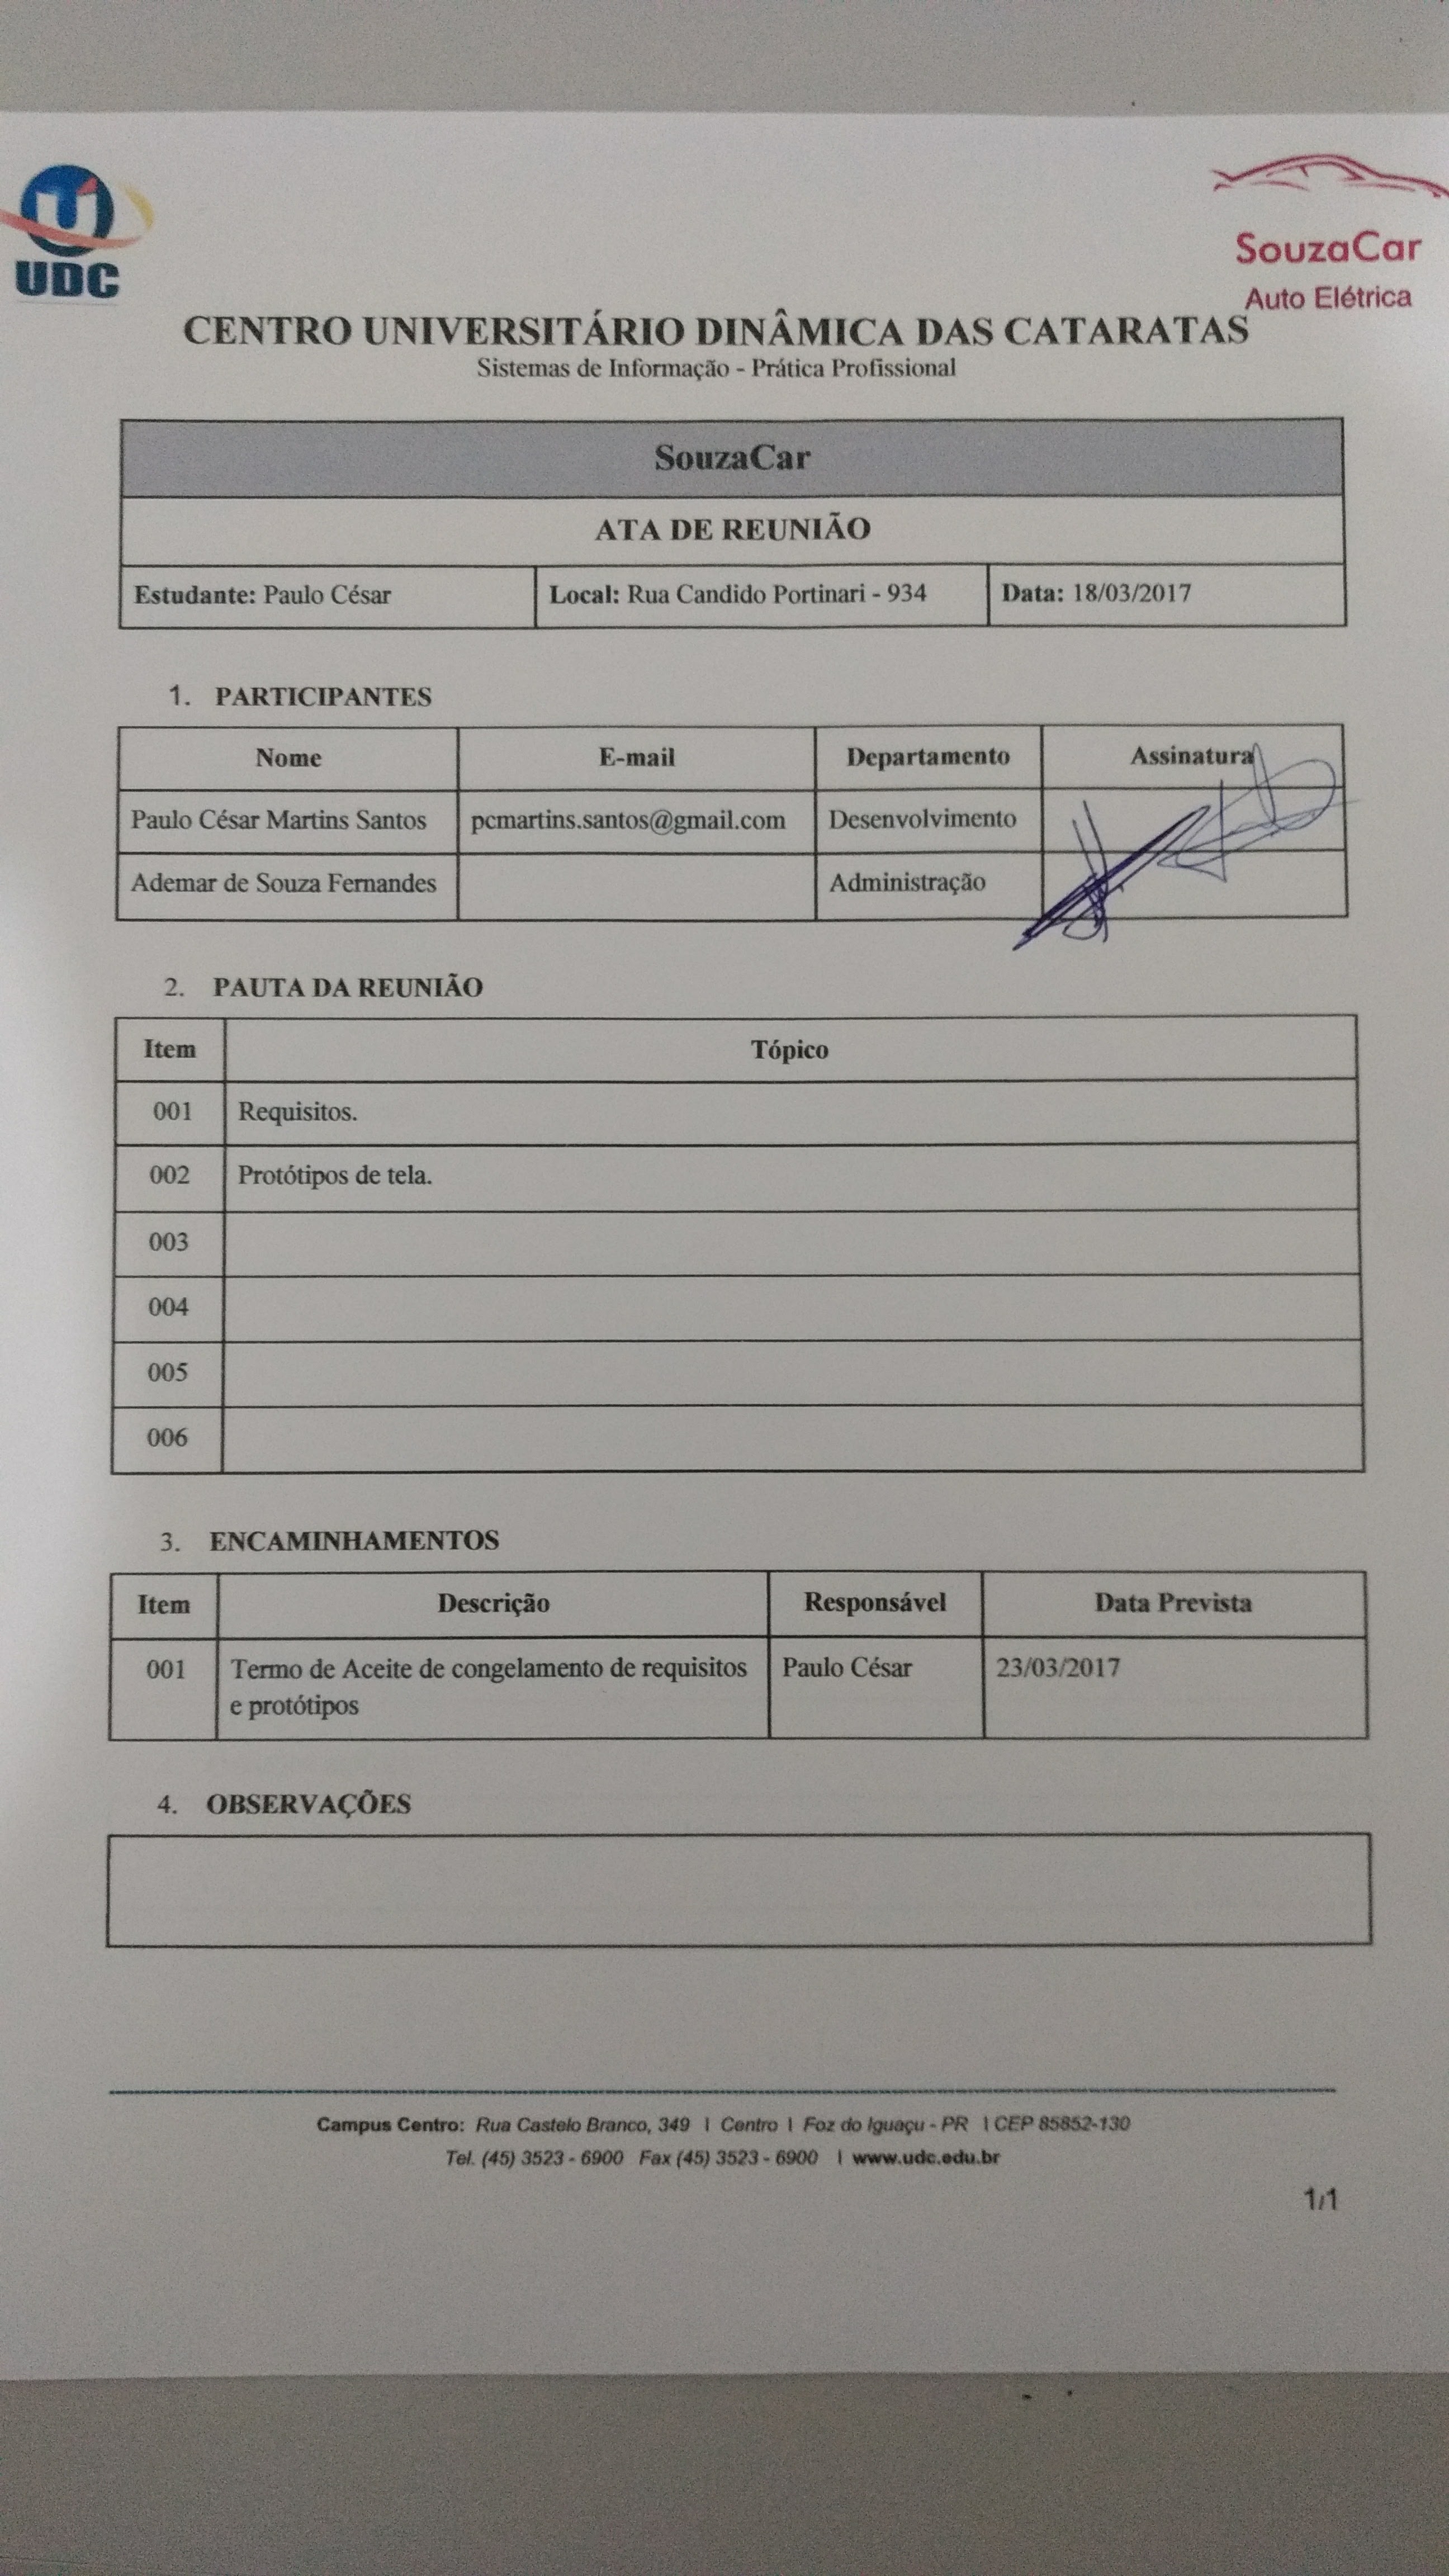 UDC
SouzaCar
Auto Elétrica
CENTRO UNIVERSITÁRIO DINÂMICA DAS CATARATAS
Sistemas de Informação - Prática Profissional
SouzaCar
ATA DE REUNIÃO
Estudante: Paulo César Local: Rua Candido Portinari - 934 Data: 18/03/2017
1. PARTICIPANTES
Nome E-mail Departamento Assinatura
Paulo César Martins Santos pcmartins.santos@gmail.com Desenvolvimento
Ademar de Souza Fernandes Administração
2. PAUTA DA REUNIÃO
Item Tópico
001 Requisitos.
002 Protótipos de tela.
003
004
005
006
3. ENCAMINHAMENTOS
Item Descrição Responsável Data Prevista
001 Termo de Aceite de congelamento de requisitos Paulo César 23/03/2017
e protótipos
4. OBSERVAÇÕES
Campus Centro: Rua Castelo Branco, 349 I Centro I Foz do Iguaçu - PR I CEP 85852-130
Tel. (45) 3523 - 6900 Fax (45) 3523 - 6900 I www.udc.edu.br
1/1